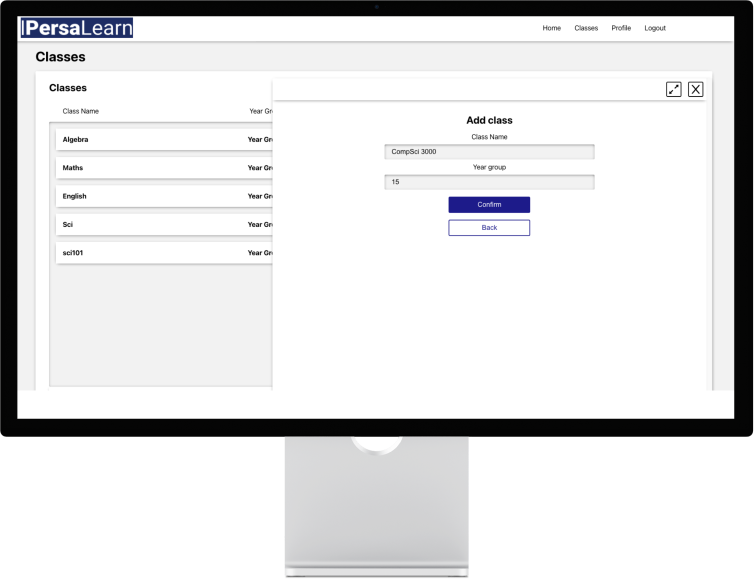 PersaLearn
Home Classes Profile Logout
Classes
Classes
Class Name Year Gr
Algebra Year Gr
Maths Year Gr
English Year Gr
Sci Year Gr
sci101 Year Gr
Add class
Class Name
CompSci 3000
Year group
15
Confirm
Back